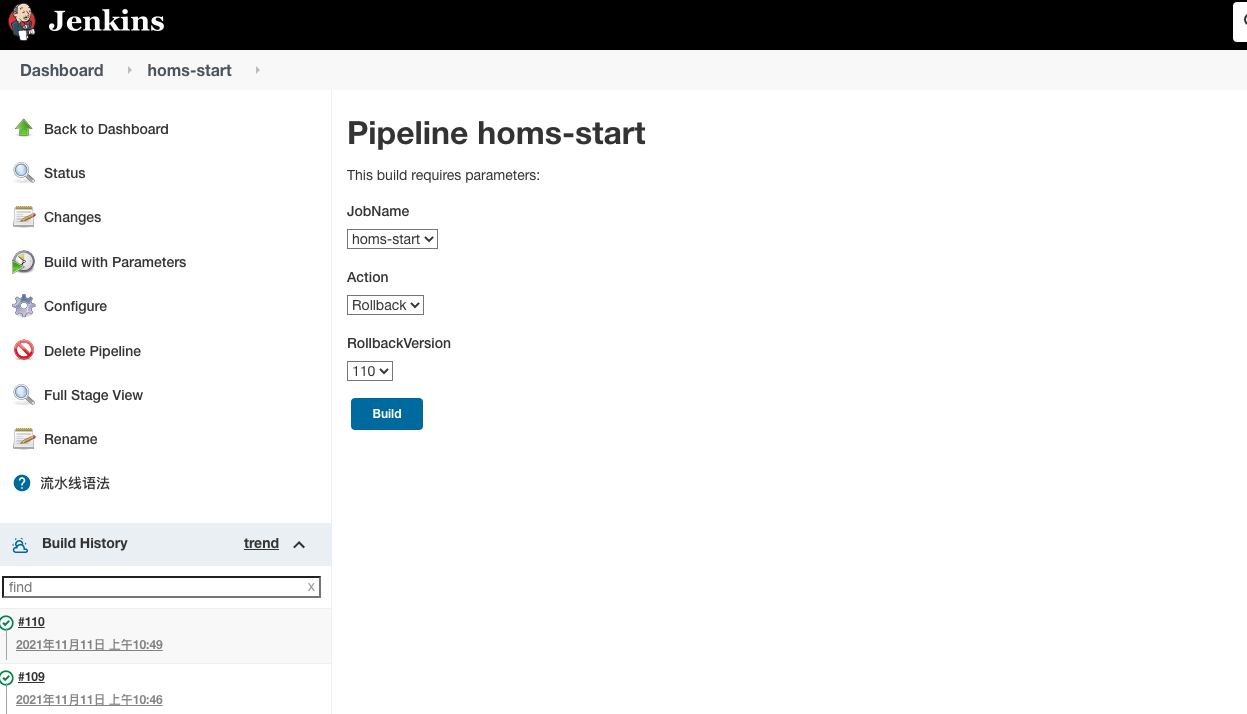 Jenkins
Dashboard
homs-start
Back to Dashboard
Status
Changes
Build with Parameters
Configure
Delete Pipeline
Full Stage View
Rename
? 流水线语法
Build History
trend
find
x
#110
2021年11月11日 上午10:49
#109
2021年11月11日 上午10:46
Pipeline homs-start
This build requires parameters:
JobName
homs-start
Action
Rollback
RollbackVersion
110
Build